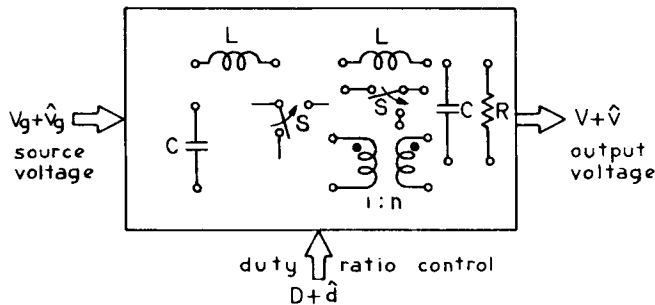 L
L
C
S
S
C
R
1:n
Vg+v̂g
source
voltage
V+v̂
output
voltage
duty ratio control
D+d̂